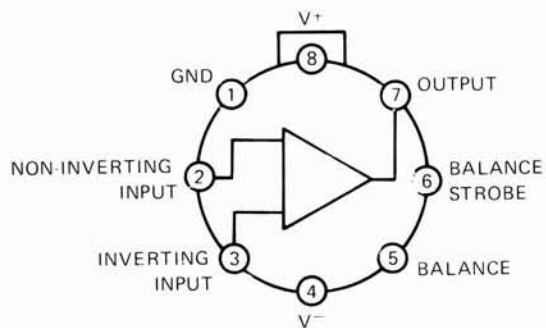 V+
8
GND
1
7
OUTPUT
NON-INVERTING
INPUT
2
6
BALANCE
STROBE
INVERTING
INPUT
3
5
BALANCE
4
V−